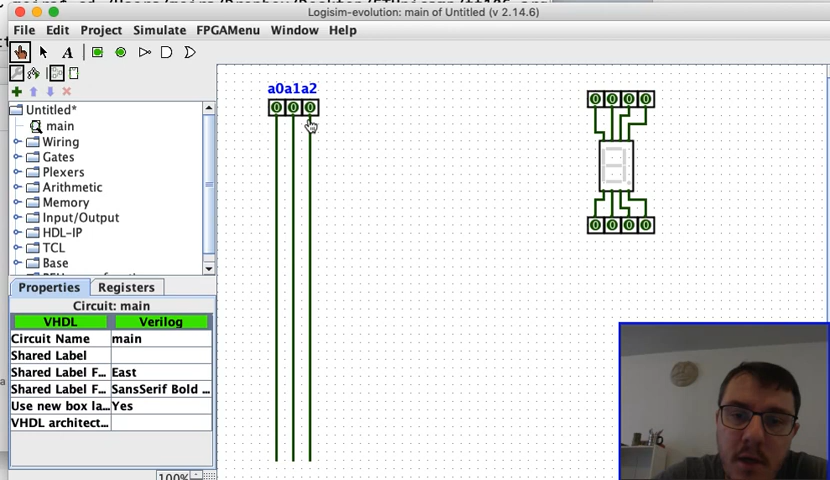 Logisim-evolution: main of Untitled (v 2.14.6)
File Edit Project Simulate FPGAMenu Window Help
A
Untitled*
main
Wiring
Gates
Plexers
Arithmetic
Memory
Input/Output
HDL-IP
TCL
Base
Properties Registers
Circuit: main
VHDL Verilog
Circuit Name main
Shared Label
Shared Label F... East
Shared Label F... SansSerif Bold ...
Use new box la... Yes
VHDL architect...
100%
a0a1a2
0 0 0
0 0 0 0
0 0 0 0